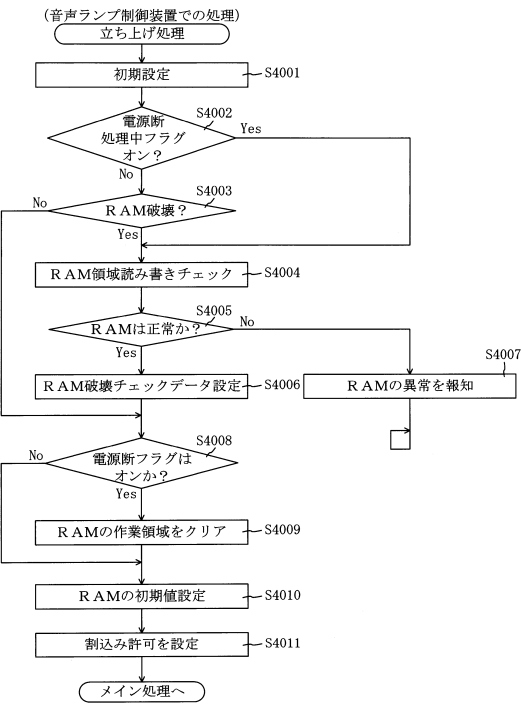 (音声ランプ制御装置での処理)
立ち上げ処理
初期設定
S4001
電源断
処理中フラグ
オン?
S4002
Yes
No
RAM破壊?
S4003
No
Yes
RAM領域読み書きチェック
S4004
RAMは正常か?
S4005
No
Yes
RAM破壊チェックデータ設定
S4006
RAMの異常を報知
S4007
電源断フラグは
オンか?
S4008
No
Yes
RAMの作業領域をクリア
S4009
RAMの初期値設定
S4010
割込み許可を設定
S4011
メイン処理へ